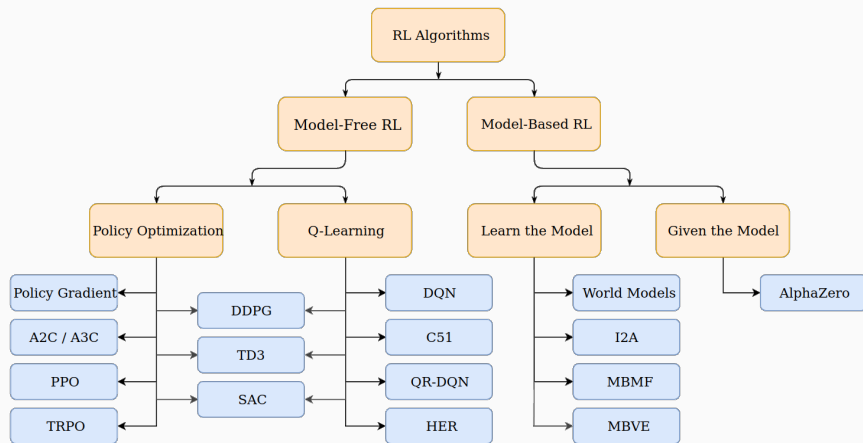 RL Algorithms
Model-Free RL
Model-Based RL
Policy Optimization
Q-Learning
Learn the Model
Given the Model
Policy Gradient
A2C / A3C
PPO
TRPO
DDPG
TD3
SAC
DQN
C51
QR-DQN
HER
World Models
I2A
MBMF
MBVE
AlphaZero